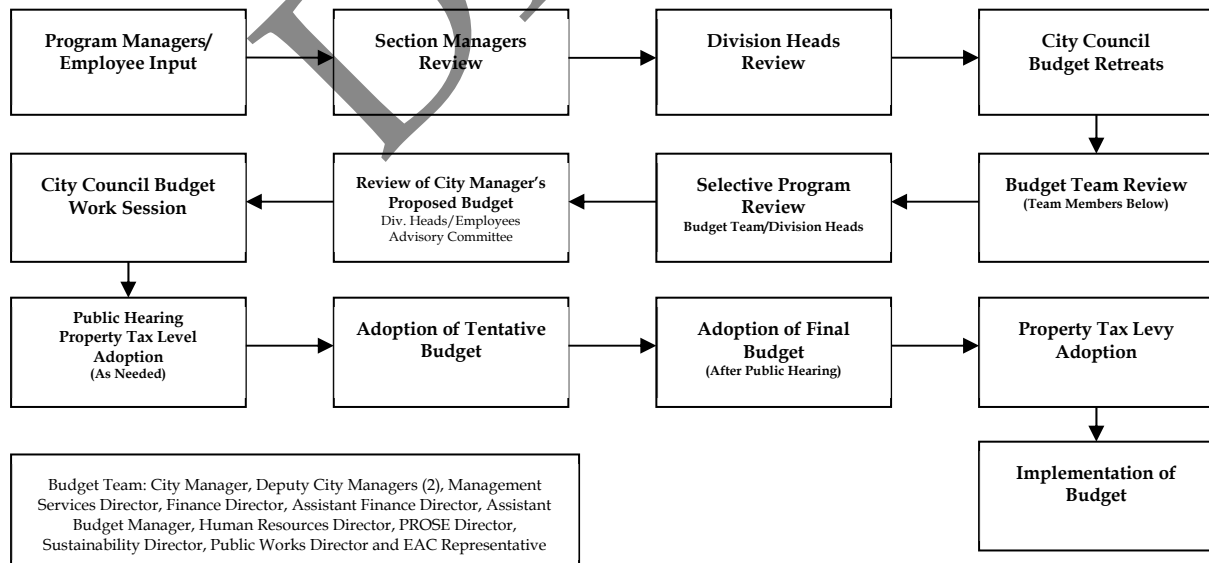 Program Managers/
Employee Input
Section Managers
Review
Division Heads
Review
City Council
Budget Retreats
City Council Budget
Work Session
Review of City Manager's
Proposed Budget
Div. Heads/Employees
Advisory Committee
Selective Program
Review
Budget Team/Division Heads
Budget Team Review
(Team Members Below)
Public Hearing
Property Tax Level
Adoption
(As Needed)
Adoption of Tentative
Budget
Adoption of Final
Budget
(After Public Hearing)
Property Tax Levy
Adoption
Implementation of
Budget
Budget Team: City Manager, Deputy City Managers (2), Management
Services Director, Finance Director, Assistant Finance Director, Assistant
Budget Manager, Human Resources Director, PROSE Director,
Sustainability Director, Public Works Director and EAC Representative